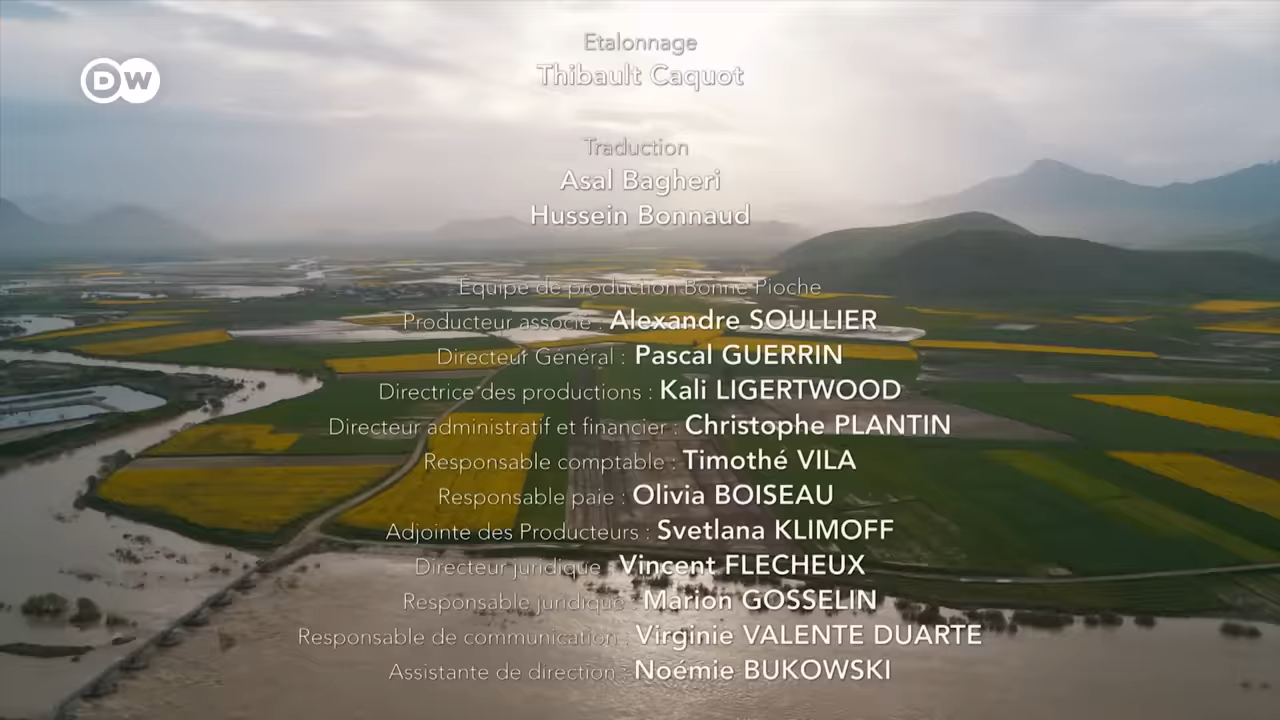 DW
Etalonnage
Thibault Caquot
Traduction
Asal Bagheri
Hussein Bonnaud
Equipe de production Bonne Pioche
Producteur associé : Alexandre SOULLIER
Directeur Général : Pascal GUERRIN
Directrice des productions : Kali LIGERTWOOD
Directeur administratif et financier : Christophe PLANTIN
Responsable comptable : Timothé VILA
Responsable paie : Olivia BOISEAU
Adjointe des Producteurs : Svetlana KLIMOFF
Directeur juridique : Vincent FLECHEUX
Responsable juridique : Marion GOSSELIN
Responsable de communication : Virginie VALENTE DUARTE
Assistante de direction : Noémie BUKOWSKI